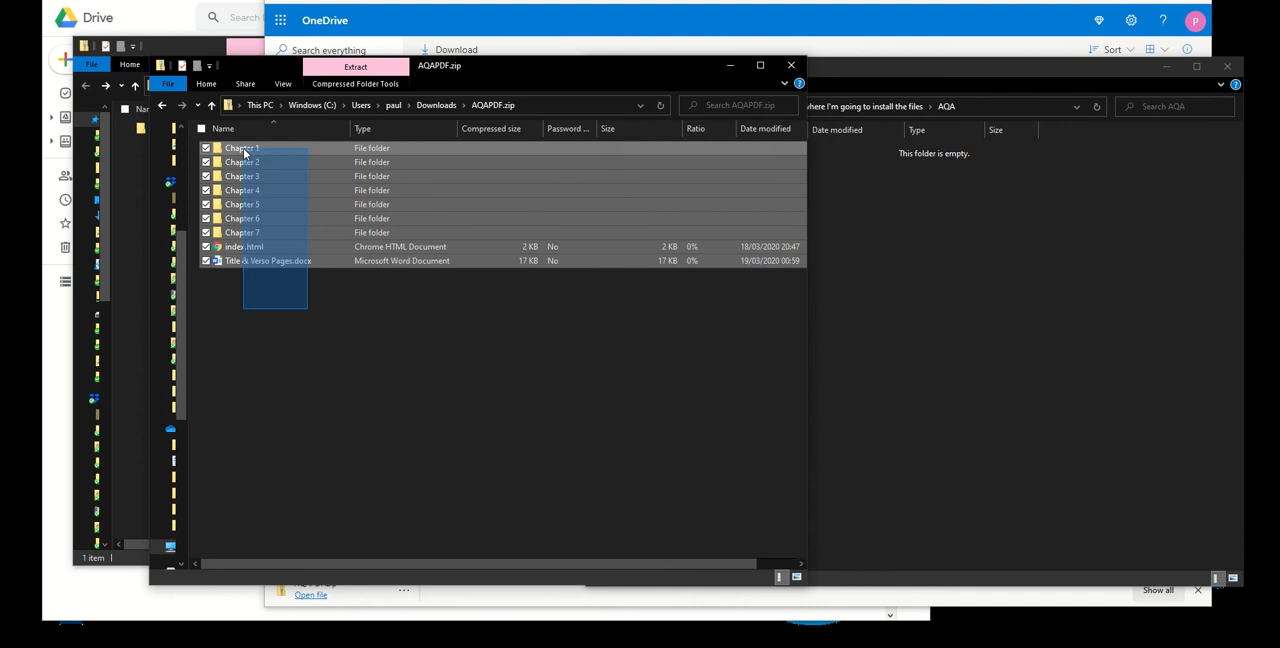 Drive
Search
OneDrive
Search everything
Download
Sort
File
Home
Extract
AQAPDF.zip
File
Home
Share
View
Compressed Folder Tools
This PC > Windows (C:) > Users > paul > Downloads > AQAPDF.zip
Search AQAPDF.zip
where I'm going to install the files > AQA
Search AQA
Name
Type
Compressed size
Password ...
Size
Ratio
Date modified
Date modified
Type
Size
This folder is empty.
Chapter 1 File folder
Chapter 2 File folder
Chapter 3 File folder
Chapter 4 File folder
Chapter 5 File folder
Chapter 6 File folder
Chapter 7 File folder
index.html Chrome HTML Document 2 KB No 2 KB 0% 18/03/2020 20:47
Title & Verso Pages.docx Microsoft Word Document 17 KB No 17 KB 0% 19/03/2020 00:59
1 item
Open file
Show all